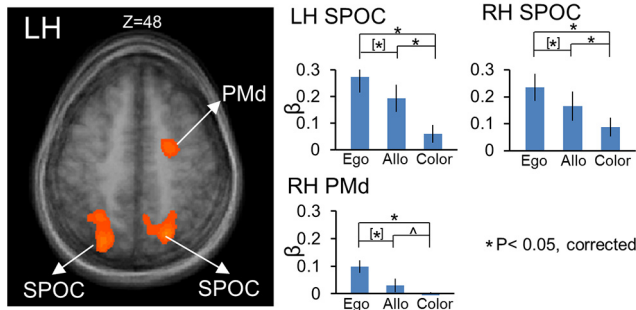 LH
Z=48
PMd
SPOC
SPOC
LH SPOC
*
[*]
*
0.3
0.2
0.1
0
β
Ego Allo Color
RH SPOC
*
[*]
*
0.3
0.2
0.1
0
Ego Allo Color
RH PMd
*
[*]
^
0.3
0.2
0.1
0
β
Ego Allo Color
*P< 0.05, corrected